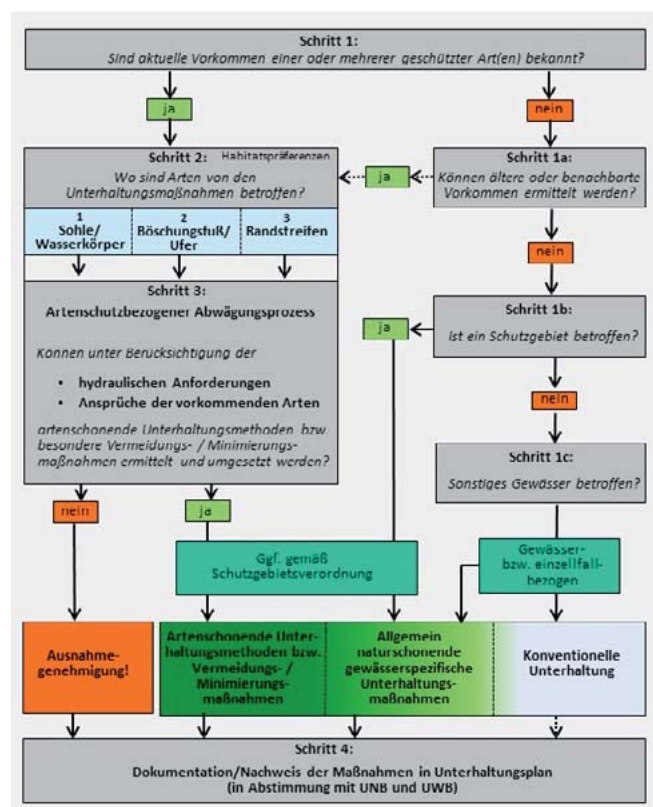 Schritt 1:
Sind aktuelle Vorkommen einer oder mehrerer geschützter Art(en) bekannt?
ja
nein
Schritt 2: Habitatspräferenzen
Wo sind Arten von den
Unterhaltungsmaßnahmen betroffen?
ja
Schritt 1a:
Können ältere oder benachbarte
Vorkommen ermittelt werden?
1
Sohle/
Wasserkörper
2
Böschungsfuß/
Ufer
3
Randstreifen
nein
Schritt 3:
Artenschutzbezogener Abwägungsprozess
Können unter Berücksichtigung der
• hydraulischen Anforderungen
• Ansprüche der vorkommenden Arten
artenschonende Unterhaltungsmethoden bzw.
besondere Vermeidungs- / Minimierungs-
maßnahmen ermittelt und umgesetzt werden?
ja
Schritt 1b:
Ist ein Schutzgebiet betroffen?
nein
Schritt 1c:
Sonstiges Gewässer betroffen?
nein
ja
Ggf. gemäß
Schutzgebietsverordnung
Gewässer-
bzw. einzelfall-
bezogen
Ausnahme-
genehmigung!
Artenschonende Unter-
haltungsmethoden bzw.
Vermeidungs- /
Minimierungs-
maßnahmen
Allgemein
naturschonende
gewässerspezifische
Unterhaltungs-
maßnahmen
Konventionelle
Unterhaltung
Schritt 4:
Dokumentation/Nachweis der Maßnahmen in Unterhaltungsplan
(in Abstimmung mit UNB und UWB)